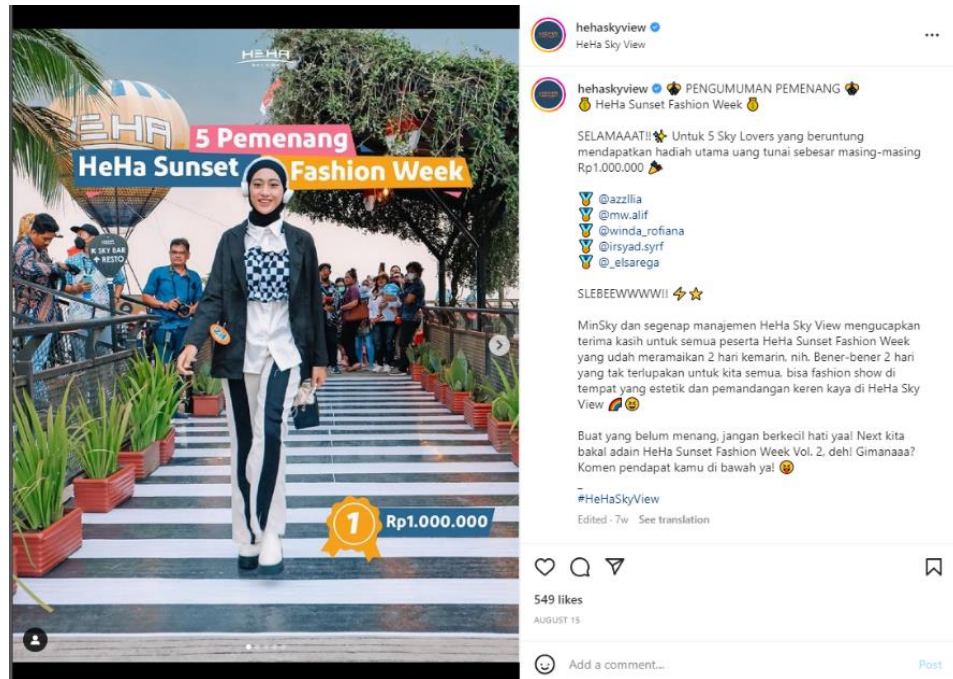 HEHA
SKY VIEW
HEHA
5 Pemenang
HeHa Sunset Fashion Week
SKY BAR
RESTO
1 Rp1.000.000
hehaskyview
HeHa Sky View
hehaskyview PENGUMUMAN PEMENANG
HeHa Sunset Fashion Week
SELAMAAAT!! Untuk 5 Sky Lovers yang beruntung
mendapatkan hadiah utama uang tunai sebesar masing-masing
Rp1.000.000
@azzllia
@mw.alif
@winda_rofiana
@irsyad.syrf
@_elsarega
SLEBEEWWWW!!
MinSky dan segenap manajemen HeHa Sky View mengucapkan
terima kasih untuk semua peserta HeHa Sunset Fashion Week
yang udah meramaikan 2 hari kemarin, nih. Bener-bener 2 hari
yang tak terlupakan untuk kita semua, bisa fashion show di
tempat yang estetik dan pemandangan keren kaya di HeHa Sky
View
Buat yang belum menang, jangan berkecil hati yaa! Next kita
bakal adain HeHa Sunset Fashion Week Vol. 2, deh! Gimanaaa?
Komen pendapat kamu di bawah ya!
_
#HeHaSkyView
Edited · 7w See translation
549 likes
AUGUST 15
Add a comment...
Post